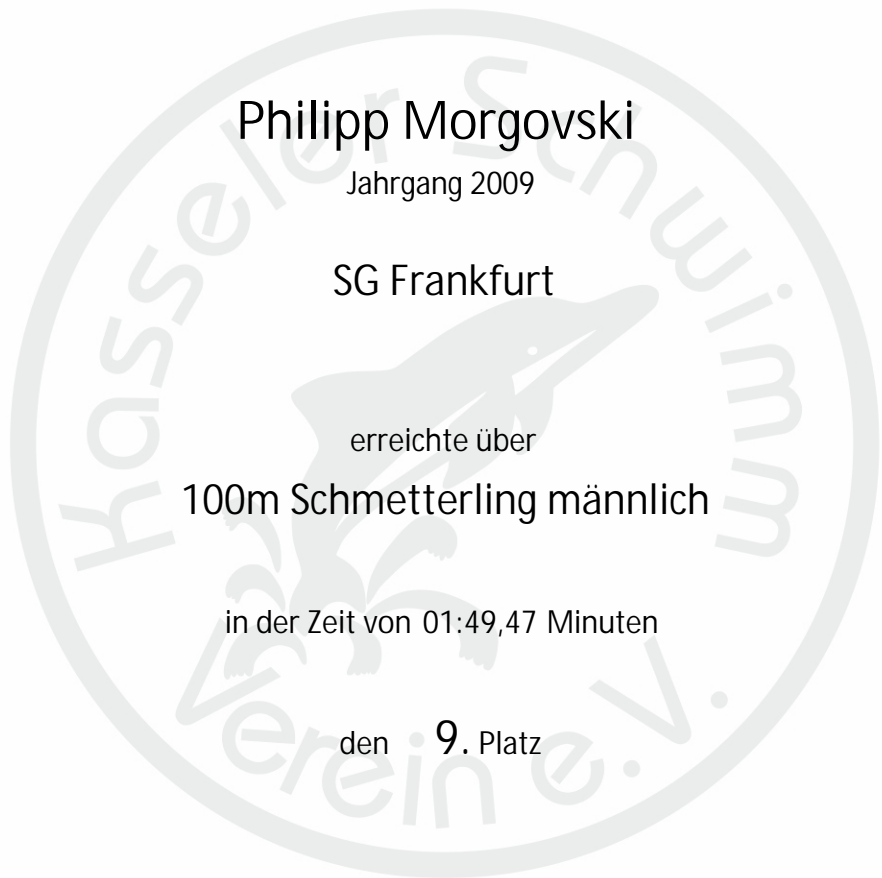 Philipp Morgovski
Jahrgang 2009
SG Frankfurt
erreichte über
100m Schmetterling männlich
in der Zeit von 01:49,47 Minuten
den 9. Platz
Kasseler Schwimm
Verein e.V.